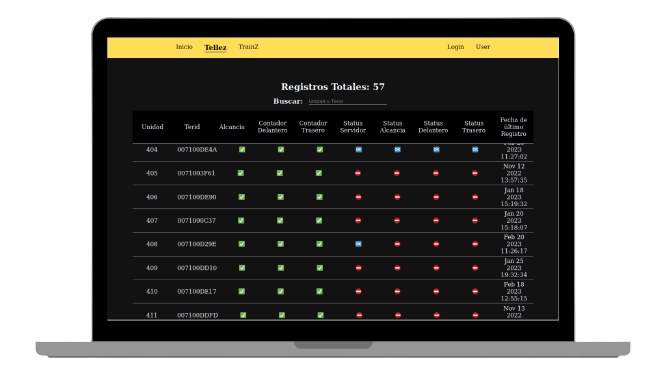 Inicio Tellez TrainZ Login User
Registros Totales: 57
Buscar: Unidad o Terid
Unidad Terid Alcancia Contador Delantero Contador Trasero Status Servidor Status Alcancia Status Delantero Status Trasero Fecha de último Registro
404 007100DE4A 2023 11:27:02
405 0071003F61 Nov 12 2022 13:57:35
406 007100DE90 Jan 18 2023 15:19:32
407 0071000C37 Jan 20 2023 15:18:07
408 007100D29E Feb 20 2023 11:26:17
409 007100DD10 Jan 25 2023 19:32:34
410 007100DE17 Feb 18 2023 12:55:15
411 007100DDFD Nov 13 2022